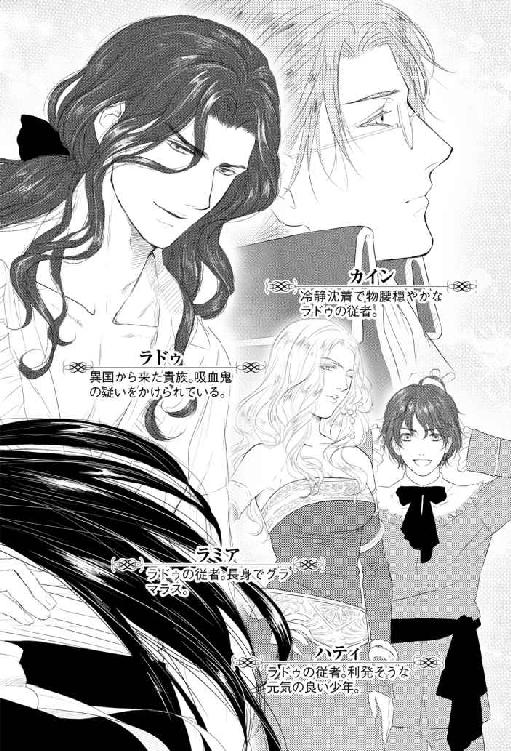 カイン
冷静沈着で物腰穏やかな
ラドゥの従者。
ラドゥ
異国から来た貴族。吸血鬼
の疑いをかけられている。
ラミア
ラドゥの従者。長身でグラ
マラス。
ハティ
ラドゥの従者。利発そうな
元気の良い少年。